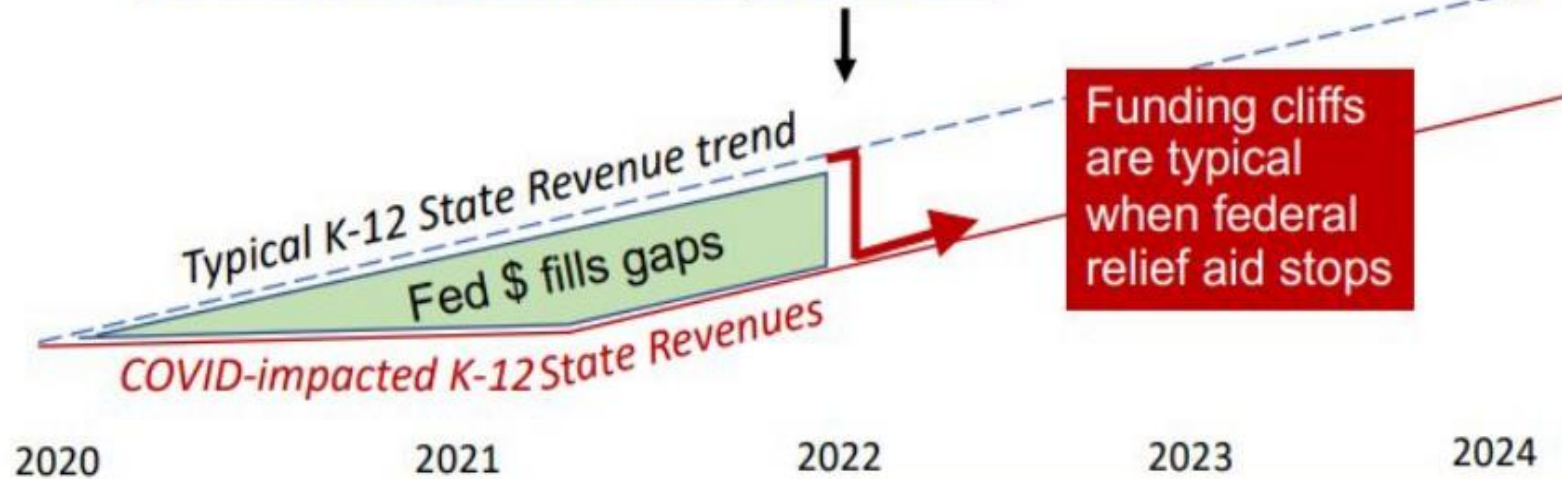 Typical K-12 State Revenue trend
Fed $ fills gaps
COVID-impacted K-12 State Revenues
Funding cliffs
are typical
when federal
relief aid stops
2020 2021 2022 2023 2024